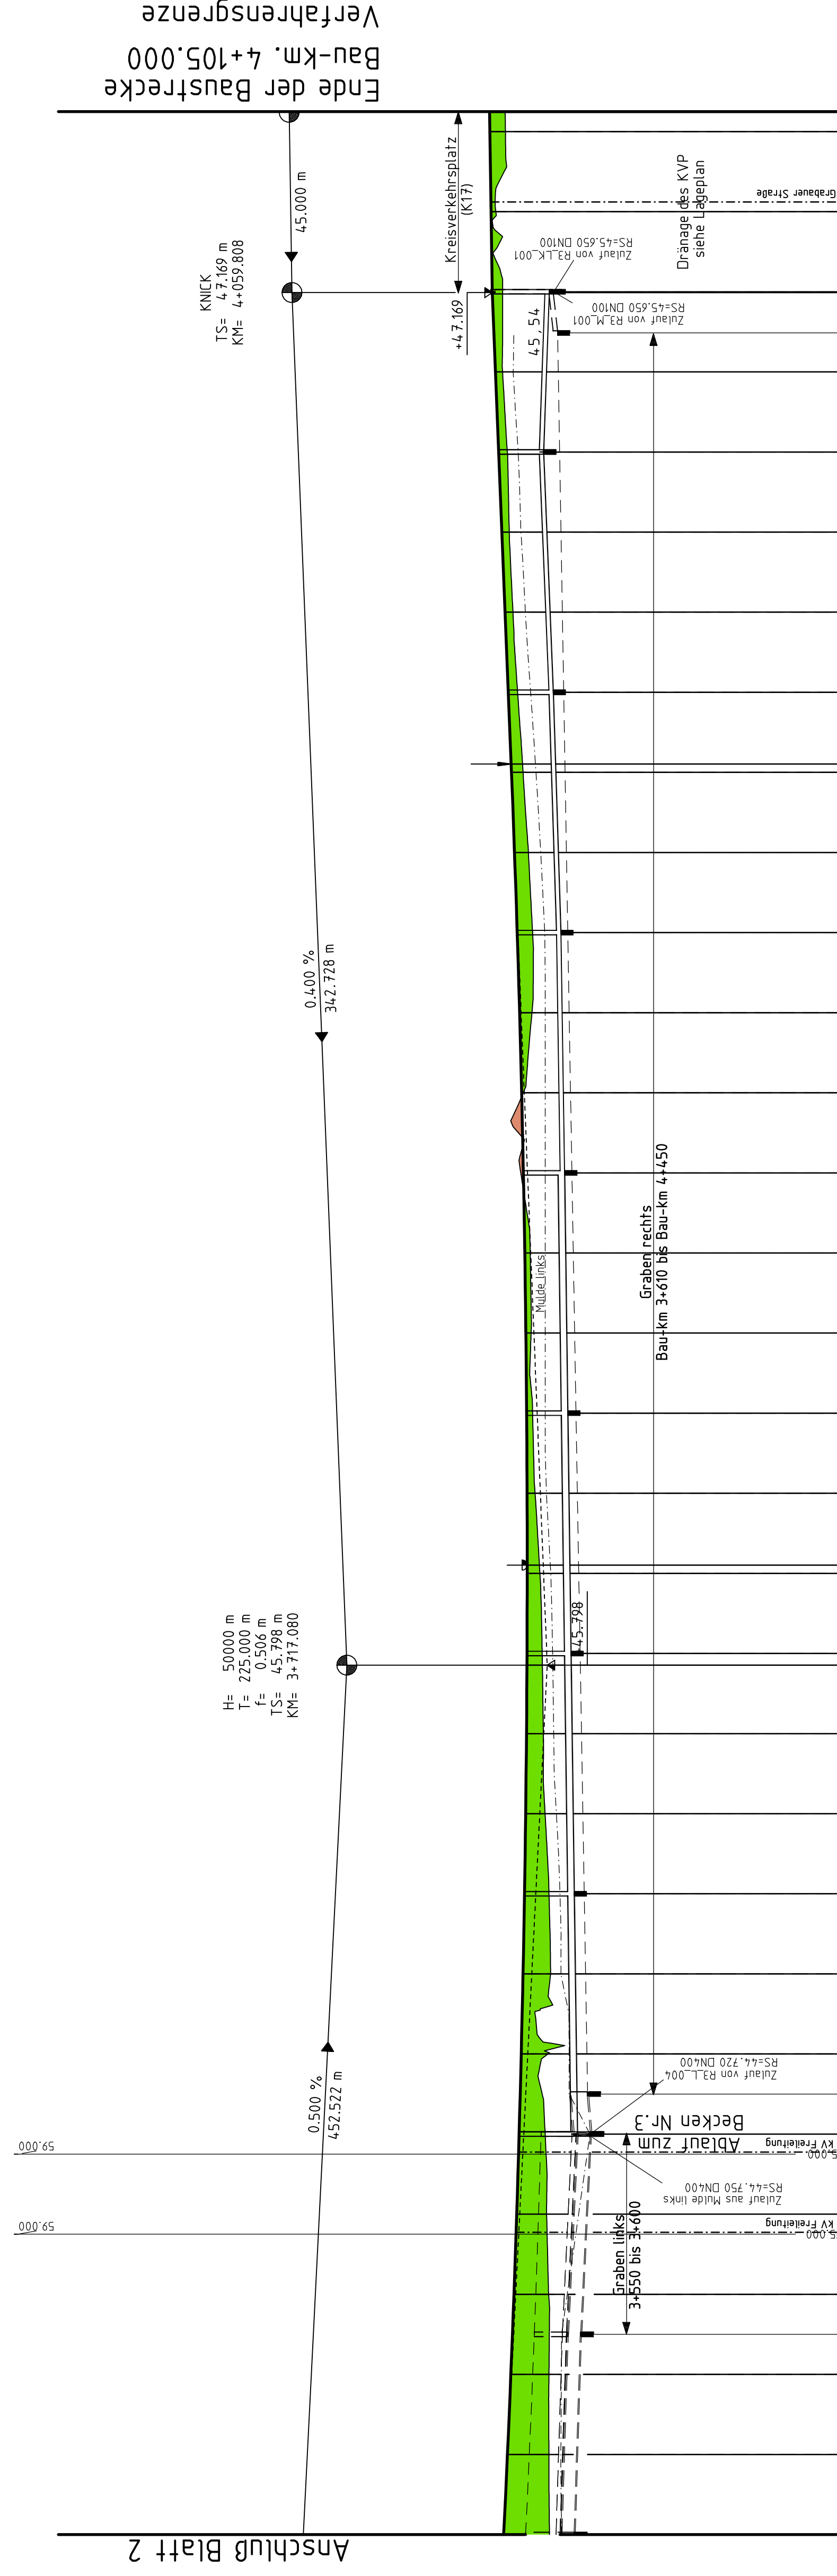 Verfahrensgrenze
Bau-km. 4+105.000
Ende der Baustrecke
45.000 m
KNICK
TS= 47.169 m
KM= 4+059.808
Kreisverkehrsplatz
(K17)
+47.169
45,54
Zulauf von R3_LK_001
RS=45.650 DN100
Zulauf von R3_M_001
RS=45.650 DN100
Dränage des KVP
siehe Lageplan
Grabauer Straße
0.400 %
342.728 m
Mulde links
Graben rechts
Bau-km 3+610 bis Bau-km 4+450
H= 50000 m
T= 225.000 m
f= 0.506 m
TS= 45.798 m
KM= 3+717.080
45.798
0.500 %
452.522 m
Zulauf von R3_L_004
RS=44.720 DN400
Ablauf zum
Becken Nr.3
59.000
kV Freileitung
5.000
Zulauf aus Mulde links
RS=44.750 DN400
59.000
kV Freileitung
5.000
Graben links
3+550 bis 3+600
Anschluß Blatt 2